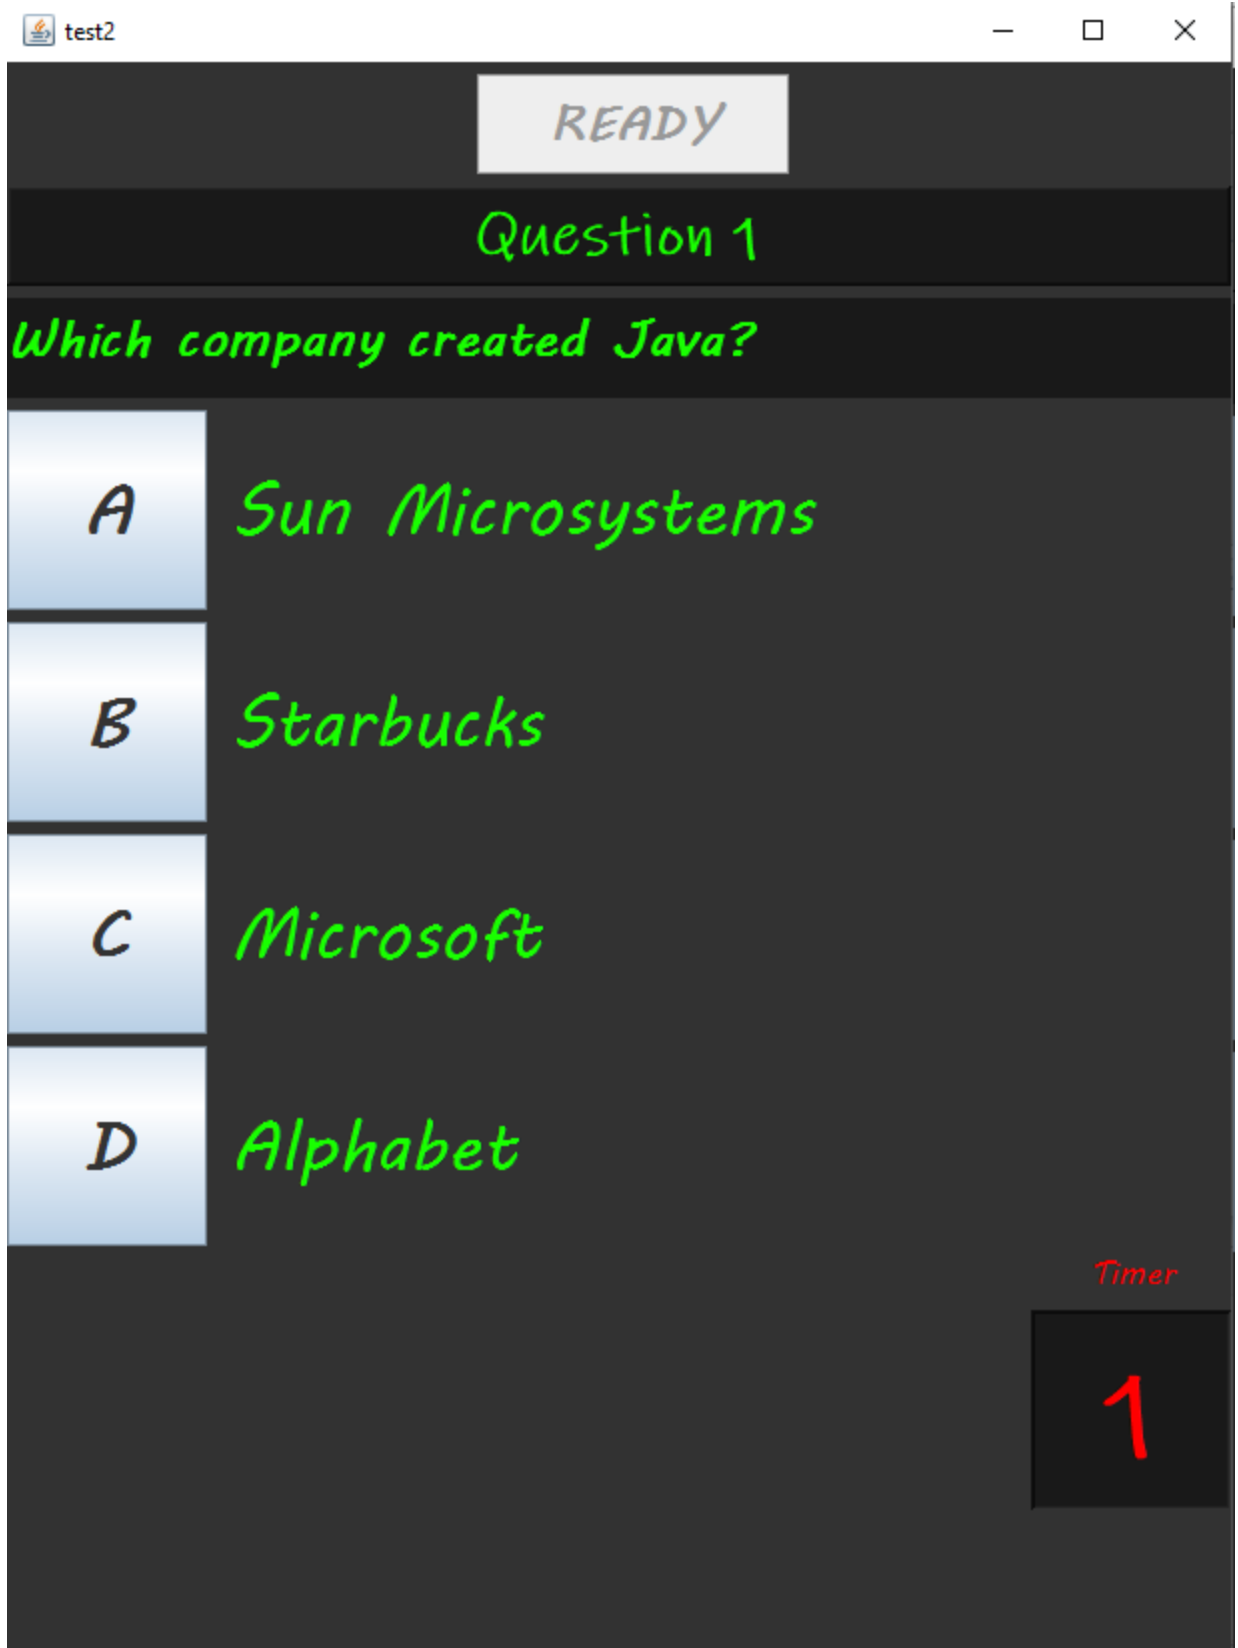 test2
READY
Question 1
Which company created Java?
A Sun Microsystems
B Starbucks
C Microsoft
D Alphabet
Timer
1